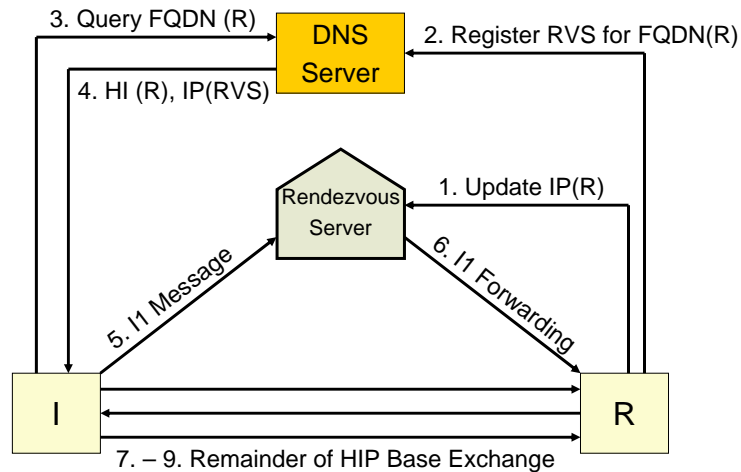 3. Query FQDN (R)
DNS
Server
2. Register RVS for FQDN(R)
4. HI (R), IP(RVS)
Rendezvous
Server
1. Update IP(R)
5. I1 Message
6. I1 Forwarding
I
R
7. – 9. Remainder of HIP Base Exchange